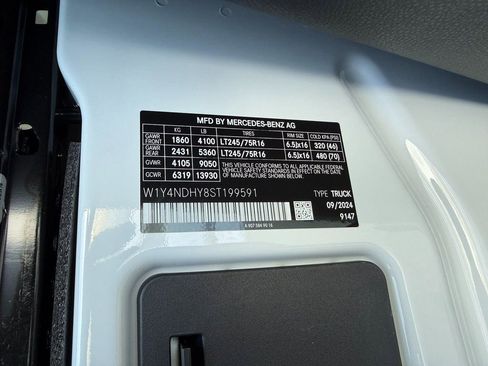 MFD BY MERCEDES-BENZ AG
KG LB TIRES RIM SIZE COLD KPA (PSI)
GAWR FRONT 1860 4100 LT245/75R16 6.5Jx16 320 (46)
GAWR REAR 2431 5360 LT245/75R16 6.5Jx16 480 (70)
GVWR 4105 9050
GCWR 6319 13930
THIS VEHICLE CONFORMS TO ALL APPLICABLE FEDERAL MOTOR VEHICLE SAFETY STANDARDS IN EFFECT ON THE DATE OF MANUFACTURE SHOWN
W1Y4NDHY8ST199591 TYPE: TRUCK
09/2024
9147